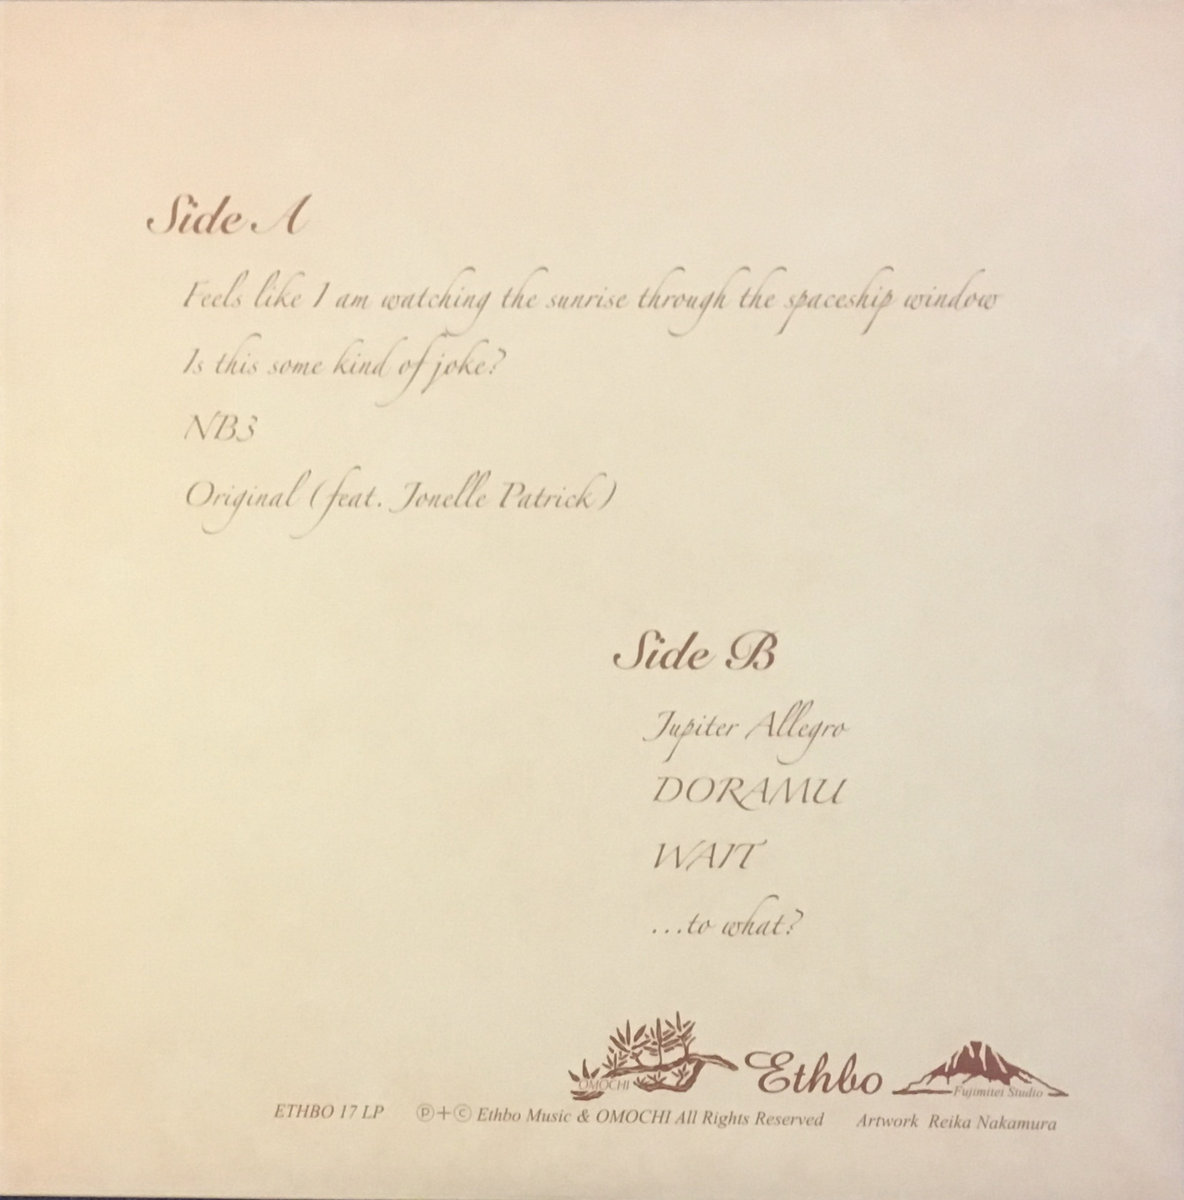 Side A
Feels like I am watching the sunrise through the spaceship window
Is this some kind of joke?
NB3
Original (feat. Jonelle Patrick)
Side B
Jupiter Allegro
DORAMU
WAIT
...to what?
OMOCHI
Ethbo
Fujimitei Studio
ETHBO 17 LP ℗+© Ethbo Music & OMOCHI All Rights Reserved Artwork Reika Nakamura